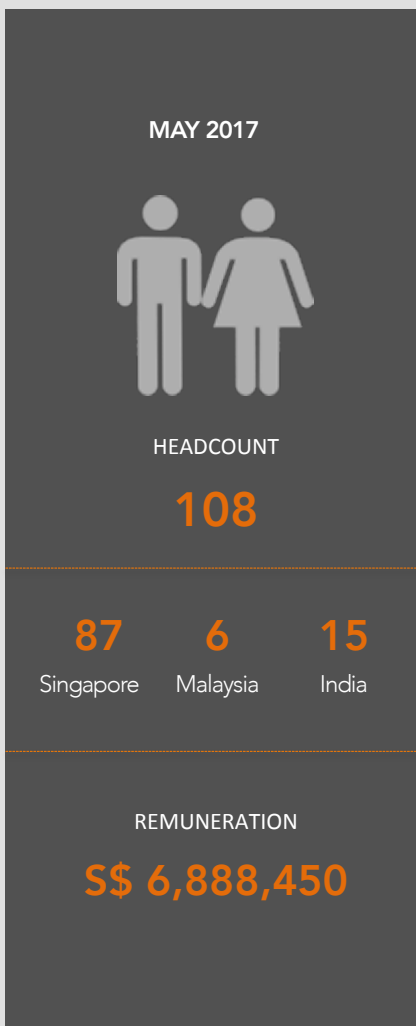 MAY 2017
HEADCOUNT
108
87 6 15
Singapore Malaysia India
REMUNERATION
S$ 6,888,450